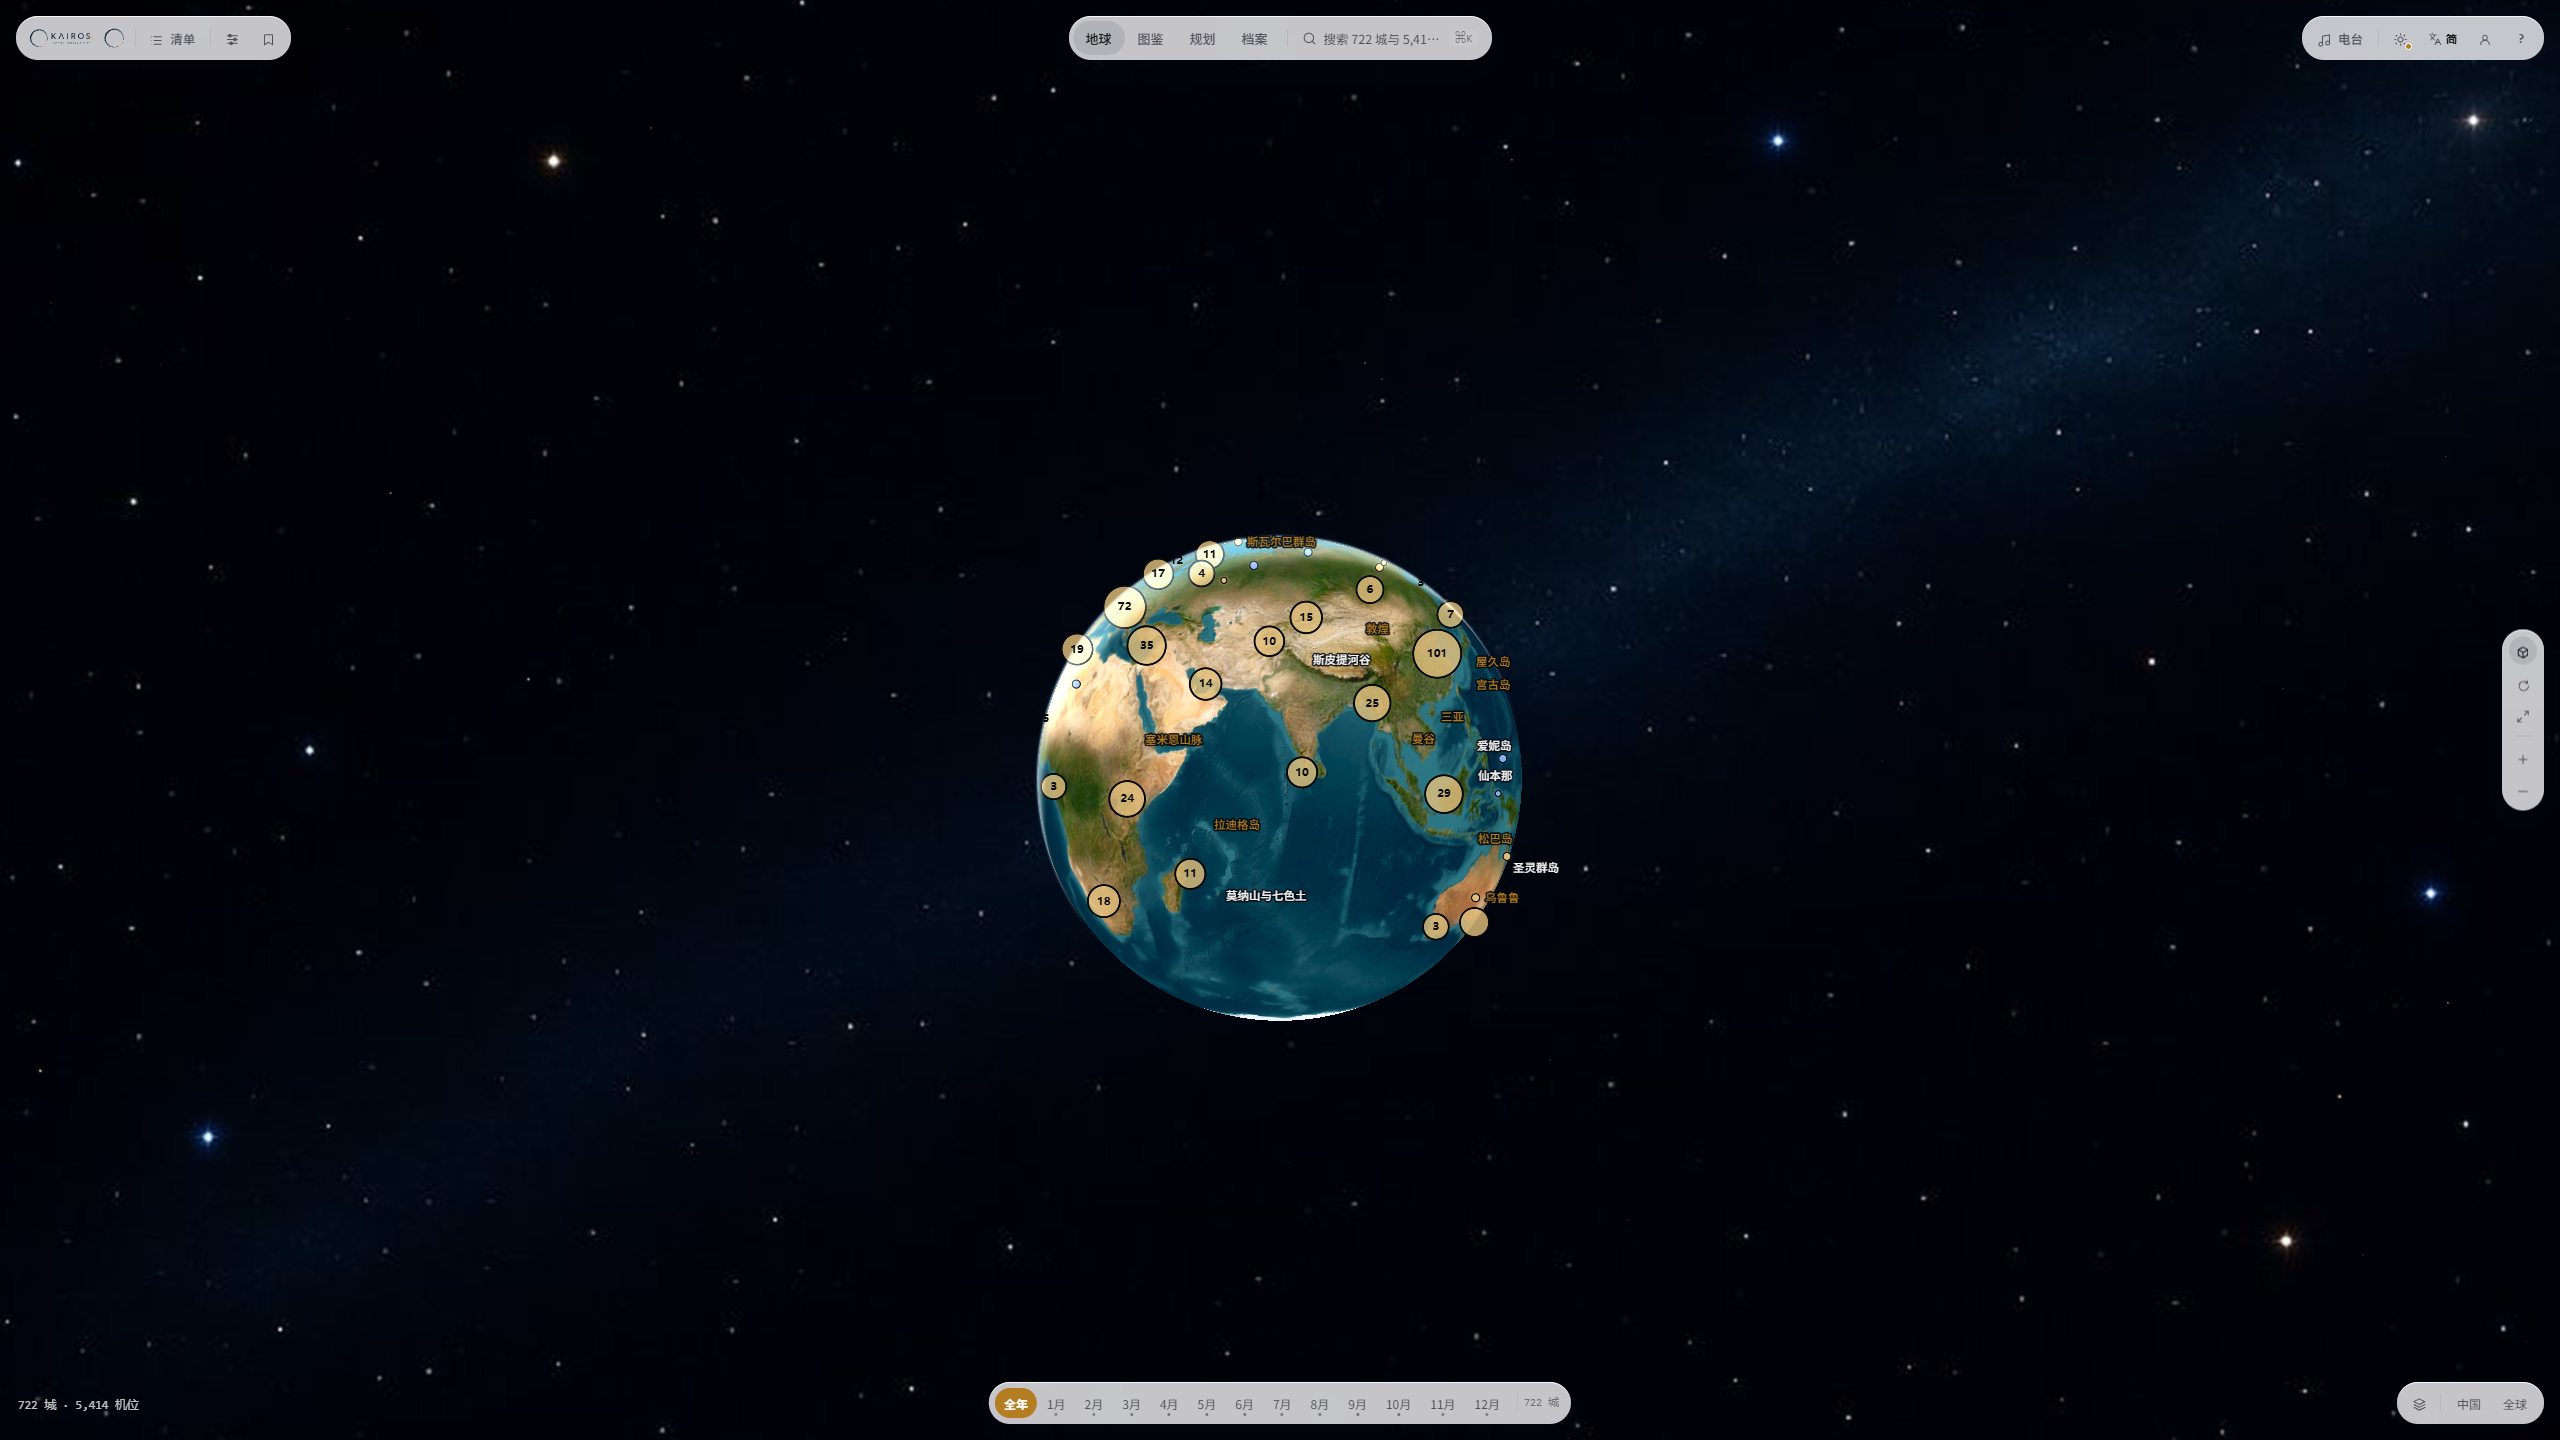 KAIROS
清单
地球 图鉴 规划 档案 搜索 722 城与 5,41… ⌘K
电台 简 ?
斯瓦尔巴群岛
11
12
17
4
6
72
7
15
敦煌
35
10
101
19
斯皮提河谷
屋久岛
14
宫古岛
25
三亚
塞米恩山脉
曼谷
爱妮岛
10
仙本那
3
24
29
拉迪格岛
松巴岛
11
圣灵群岛
莫纳山与七色土
乌鲁鲁
18
3
722 城 · 5,414 机位
全年 1月 2月 3月 4月 5月 6月 7月 8月 9月 10月 11月 12月 722 城
中国 全球